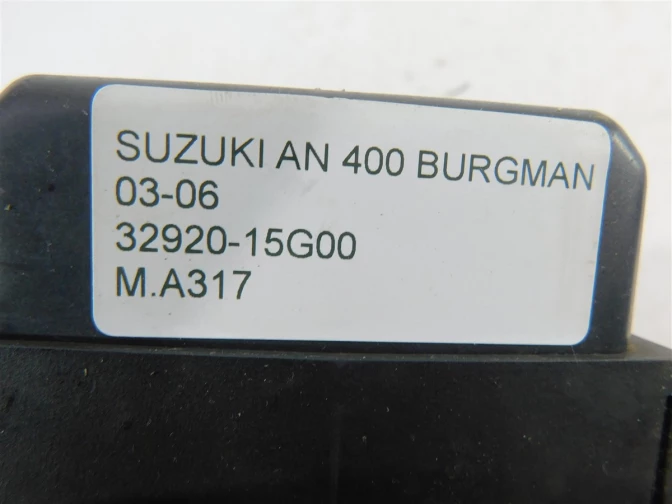 SUZUKI AN 400 BURGMAN
03-06
32920-15G00
M.A317